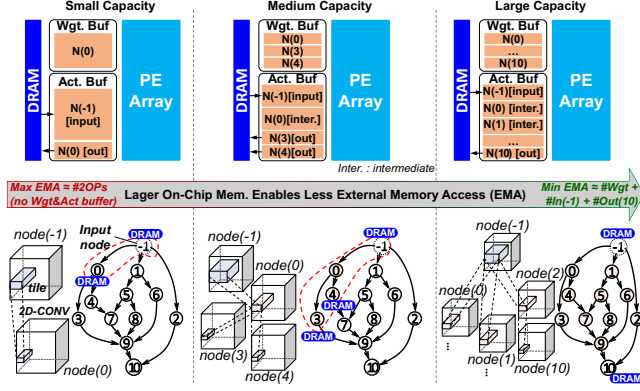 Small Capacity
Medium Capacity
Large Capacity
DRAM
Wgt. Buf
N(0)
Act. Buf
N(-1)
[input]
N(0) [out]
PE
Array
DRAM
Wgt. Buf
N(0)
N(3)
N(4)
Act. Buf
N(-1)[input]
N(0)[inter.]
N(3)[out]
N(4)[out]
PE
Array
DRAM
Wgt. Buf
N(0)
...
N(10)
Act. Buf
N(-1)[input]
N(0) [inter.]
N(1) [inter.]
...
N(10) [out]
PE
Array
Inter. : intermediate
Max EMA ≈ #2OPs
(no Wgt&Act buffer)
Lager On-Chip Mem. Enables Less External Memory Access (EMA)
Min EMA ≈ #Wgt +
#In(-1) + #Out(10)
node(-1)
tile
2D-CONV
node(0)
Input
node
DRAM
-1
0
1
DRAM
4
5
6
3
7
8
2
9
10
node(-1)
node(0)
node(3)
node(4)
DRAM
-1
0
1
4
5
6
DRAM
3
7
8
2
DRAM
9
10
node(-1)
node(2)
node(0)
node(1)
node(10)
⋮
⋮
DRAM
-1
0
1
4
5
6
3
7
8
2
9
10
DRAM